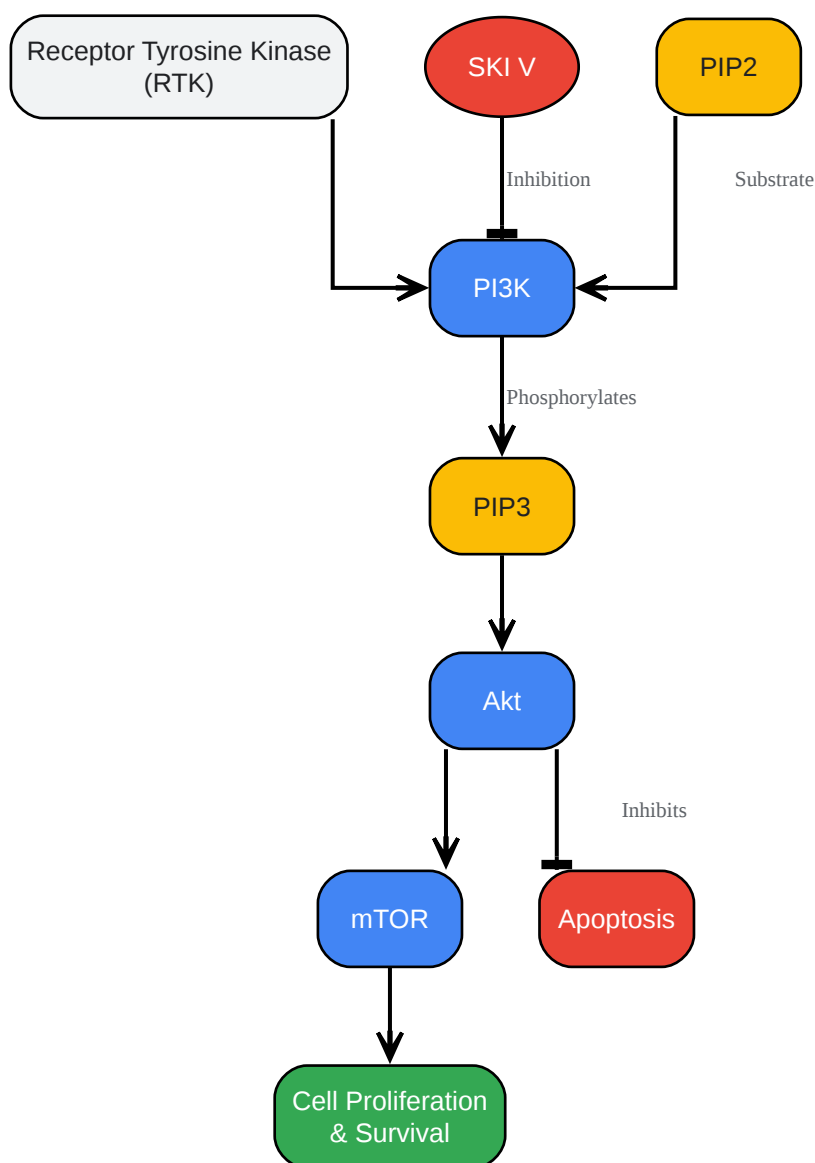 Receptor Tyrosine Kinase
(RTK)
SKI V
PIP2
Inhibition
Substrate
PI3K
Phosphorylates
PIP3
Akt
Inhibits
mTOR
Apoptosis
Cell Proliferation
& Survival